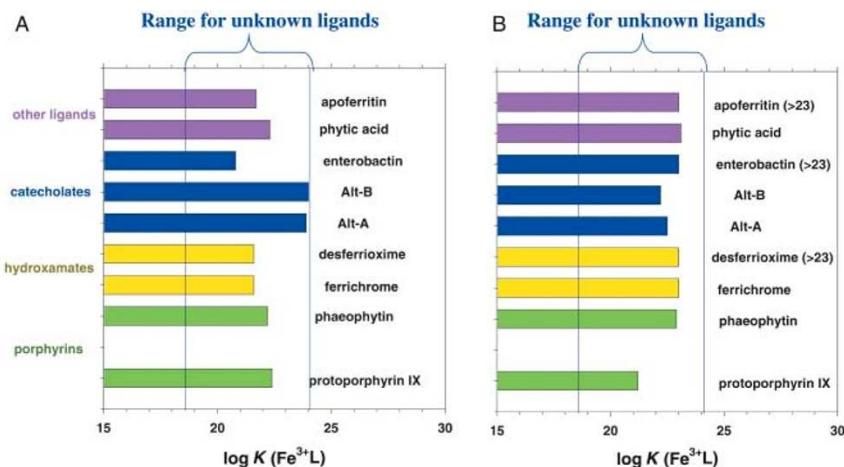 A
Range for unknown ligands
other ligands
catecholates
hydroxamates
porphyrins
apoferritin
phytic acid
enterobactin
Alt-B
Alt-A
desferrioxime
ferrichrome
phaeophytin
protoporphyrin IX
15 20 25 30
log K (Fe³⁺L)
B
Range for unknown ligands
apoferritin (>23)
phytic acid
enterobactin (>23)
Alt-B
Alt-A
desferrioxime (>23)
ferrichrome
phaeophytin
protoporphyrin IX
15 20 25 30
log K (Fe³⁺L)